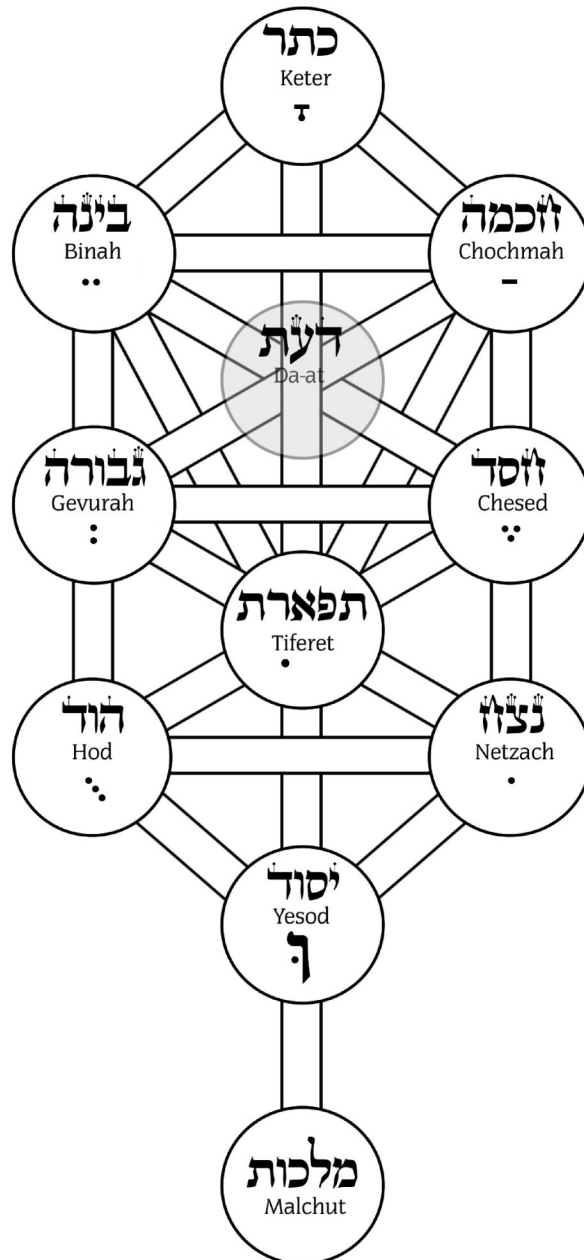 כתר
Keter
בינה
Binah
חכמה
Chochmah
דעת
Da-at
גבורה
Gevurah
חסד
Chesed
תפארת
Tiferet
הוד
Hod
נצח
Netzach
יסוד
Yesod
וּ
מלכות
Malchut